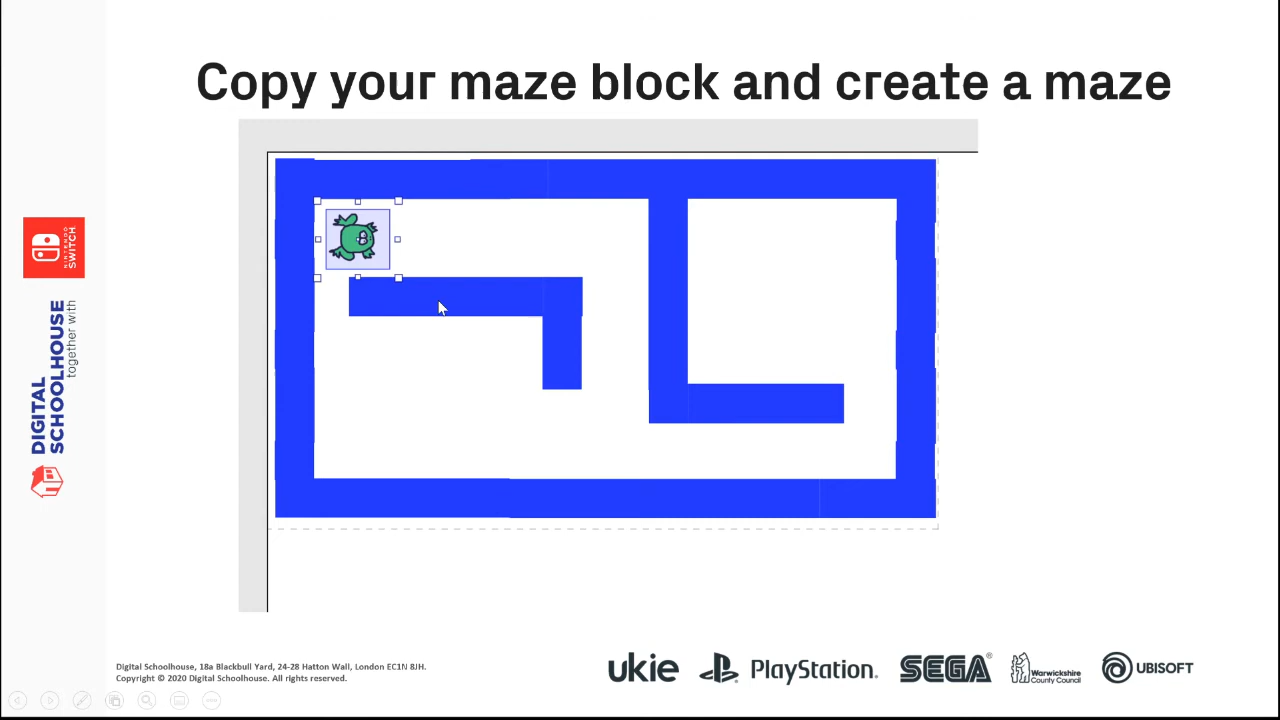 Copy your maze block and create a maze
NINTENDO
SWITCH
DIGITAL
SCHOOLHOUSE
together with
Digital Schoolhouse, 18a Blackbull Yard, 24-28 Hatton Wall, London EC1N 8JH.
Copyright © 2020 Digital Schoolhouse. All rights reserved.
ukie
PlayStation®
SEGA®
Warwickshire
County Council
UBISOFT